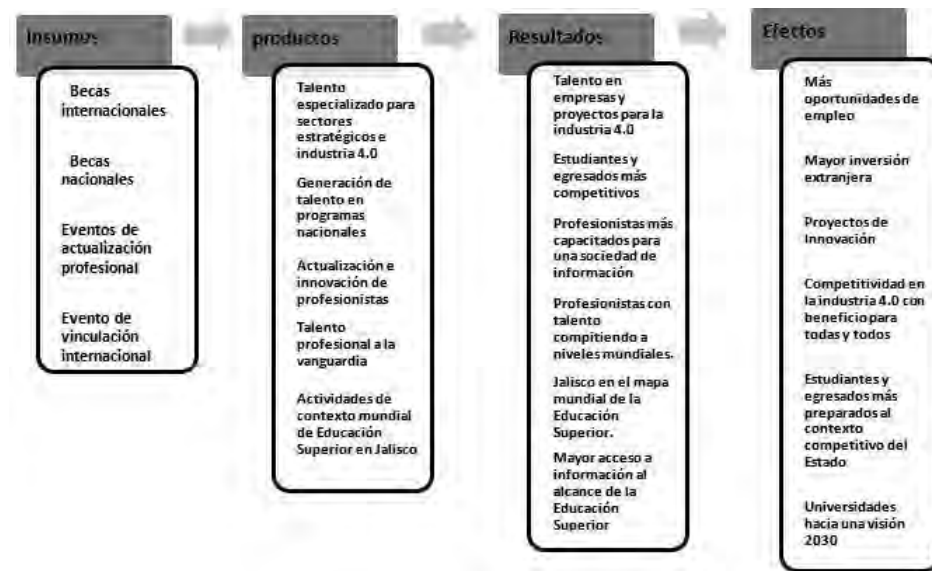 Insumos
Becas
internacionales
Becas
nacionales
Eventos de
actualización
profesional
Evento de
vinculación
internacional
productos
Talento
especializado para
sectores
estratégicos e
industria 4.0
Generación de
talento en
programas
nacionales
Actualización e
innovación de
profesionistas
Talento
profesional a la
vanguardia
Actividades de
contexto mundial
de Educación
Superior en Jalisco
Resultados
Talento en
empresas y
proyectos para la
industria 4.0
Estudiantes y
egresados más
competitivos
Profesionistas más
capacitados para
una sociedad de
información
Profesionistas con
talento
compitiendo a
niveles mundiales.
Jalisco en el mapa
mundial de la
Educación
Superior.
Mayor acceso a
información al
alcance de la
Educación
Superior
Efectos
Más
oportunidades de
empleo
Mayor inversión
extranjera
Proyectos de
Innovación
Competitividad en
la industria 4.0 con
beneficio para
todas y todos
Estudiantes y
egresados más
preparados al
contexto
competitivo del
Estado
Universidades
hacia una visión
2030